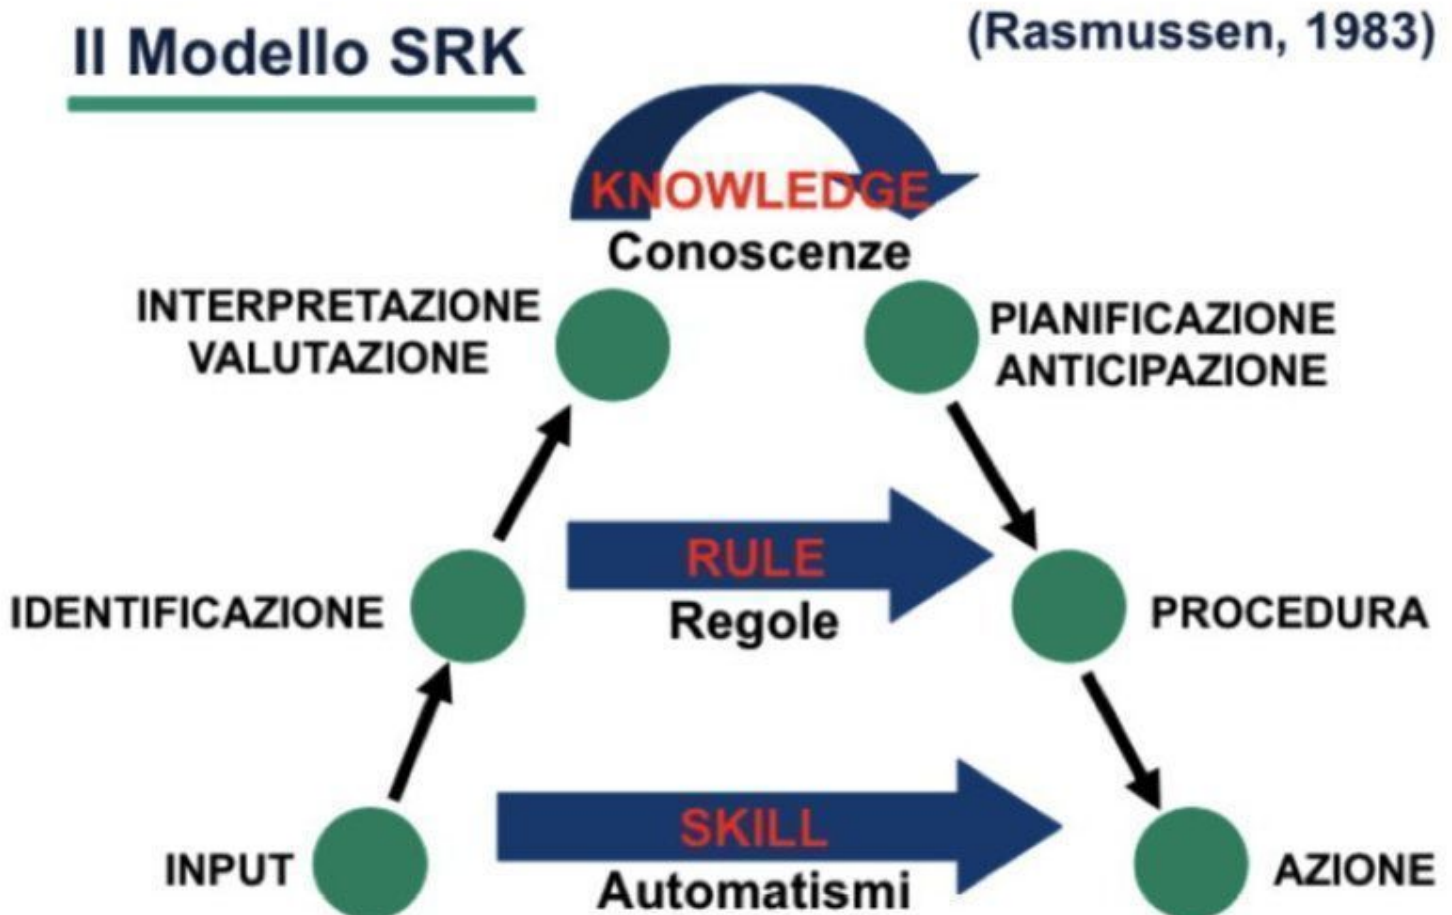 Il Modello SRK
(Rasmussen, 1983)
KNOWLEDGE
Conoscenze
INTERPRETAZIONE
VALUTAZIONE
PIANIFICAZIONE
ANTICIPAZIONE
RULE
Regole
IDENTIFICAZIONE
PROCEDURA
SKILL
Automatismi
INPUT
AZIONE